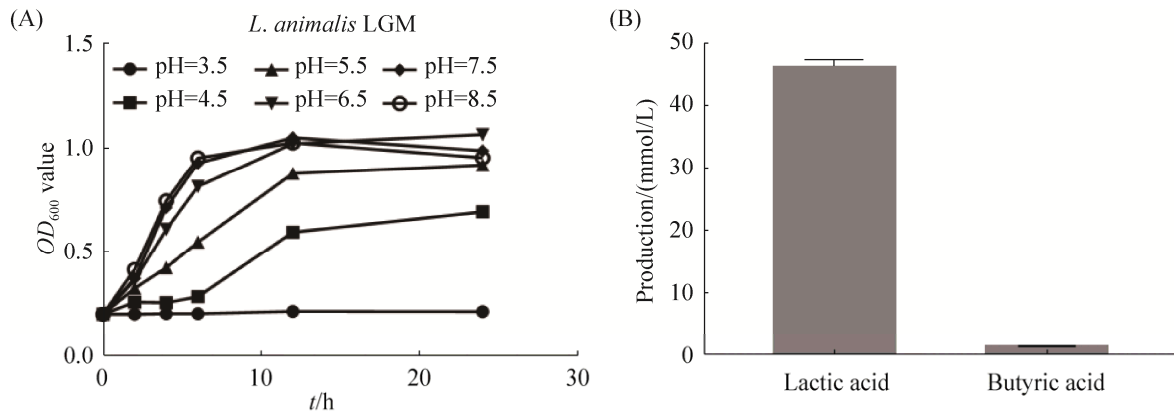 (A)
L. animalis LGM
pH=3.5 pH=5.5 pH=7.5
pH=4.5 pH=6.5 pH=8.5
OD600 value
1.5
1.0
0.5
0.0
0 10 20 30
t/h
(B)
Production/(mmol/L)
50
40
30
20
10
0
Lactic acid Butyric acid